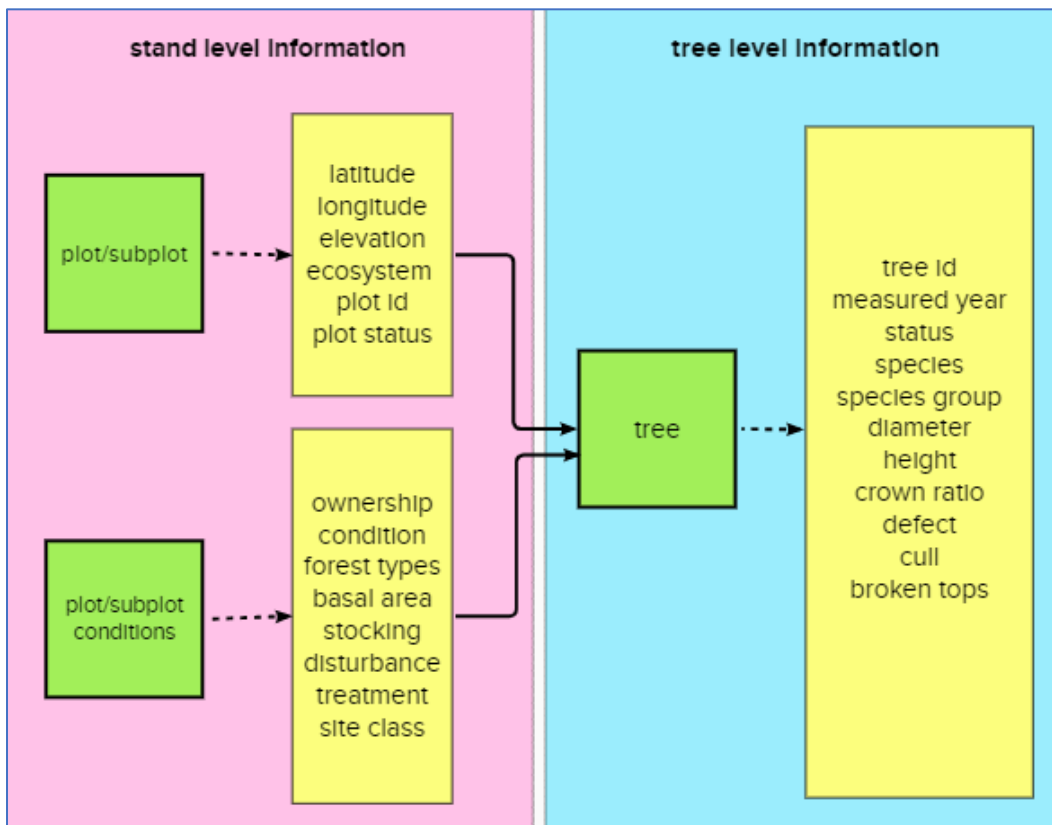 stand level information
plot/subplot
latitude
longitude
elevation
ecosystem
plot id
plot status
plot/subplot
conditions
ownership
condition
forest types
basal area
stocking
disturbance
treatment
site class
tree level information
tree
tree id
measured year
status
species
species group
diameter
height
crown ratio
defect
cull
broken tops